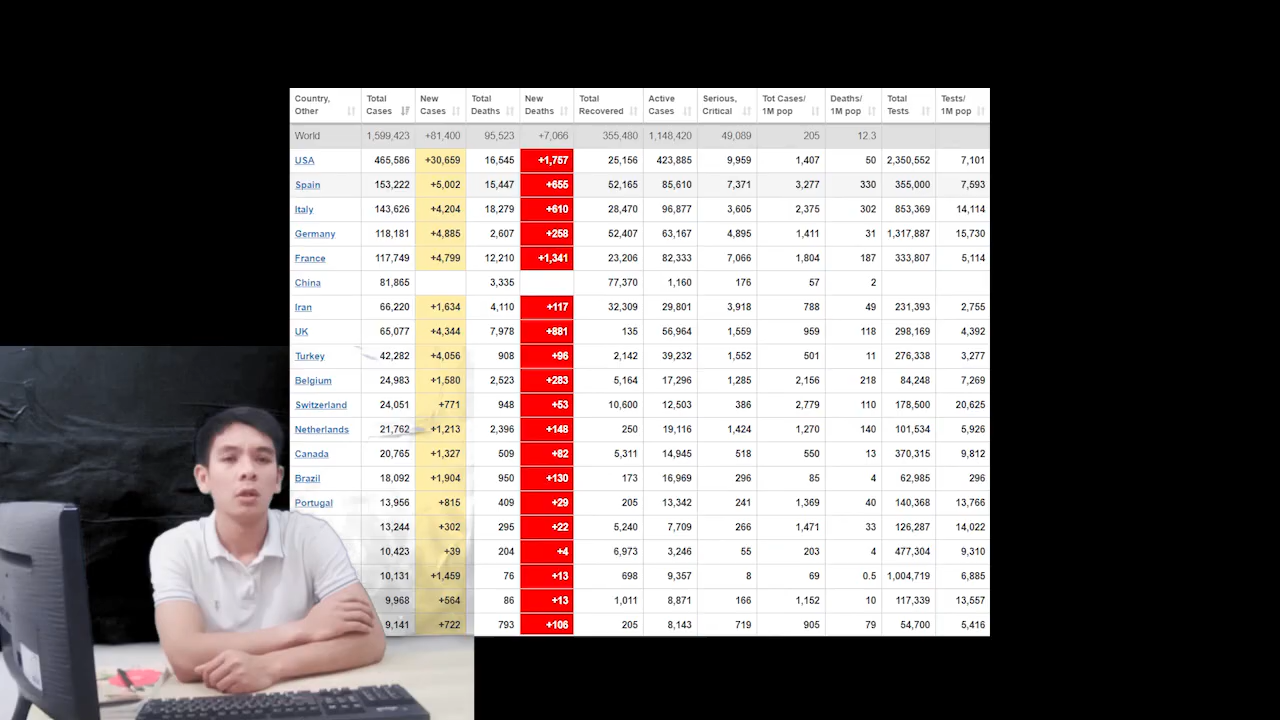 Country, Other Total Cases New Cases Total Deaths New Deaths Total Recovered Active Cases Serious, Critical Tot Cases/ 1M pop Deaths/ 1M pop Total Tests Tests/ 1M pop
World 1,599,423 +81,400 95,523 +7,066 355,480 1,148,420 49,089 205 12.3
USA 465,586 +30,659 16,545 +1,757 25,156 423,885 9,959 1,407 50 2,350,552 7,101
Spain 153,222 +5,002 15,447 +655 52,165 85,610 7,371 3,277 330 355,000 7,593
Italy 143,626 +4,204 18,279 +610 28,470 96,877 3,605 2,375 302 853,369 14,114
Germany 118,181 +4,885 2,607 +258 52,407 63,167 4,895 1,411 31 1,317,887 15,730
France 117,749 +4,799 12,210 +1,341 23,206 82,333 7,066 1,804 187 333,807 5,114
China 81,865 3,335 77,370 1,160 176 57 2
Iran 66,220 +1,634 4,110 +117 32,309 29,801 3,918 788 49 231,393 2,755
UK 65,077 +4,344 7,978 +881 135 56,964 1,559 959 118 298,169 4,392
Turkey 42,282 +4,056 908 +96 2,142 39,232 1,552 501 11 276,338 3,277
Belgium 24,983 +1,580 2,523 +283 5,164 17,296 1,285 2,156 218 84,248 7,269
Switzerland 24,051 +771 948 +53 10,600 12,503 386 2,779 110 178,500 20,625
Netherlands 21,762 +1,213 2,396 +148 250 19,116 1,424 1,270 140 101,534 5,926
Canada 20,765 +1,327 509 +82 5,311 14,945 518 550 13 370,315 9,812
Brazil 18,092 +1,904 950 +130 173 16,969 296 85 4 62,985 296
Portugal 13,956 +815 409 +29 205 13,342 241 1,369 40 140,368 13,766
13,244 +302 295 +22 5,240 7,709 266 1,471 33 126,287 14,022
10,423 +39 204 +4 6,973 3,246 55 203 4 477,304 9,310
10,131 +1,459 76 +13 698 9,357 8 69 0.5 1,004,719 6,885
9,968 +564 86 +13 1,011 8,871 166 1,152 10 117,339 13,557
9,141 +722 793 +106 205 8,143 719 905 79 54,700 5,416